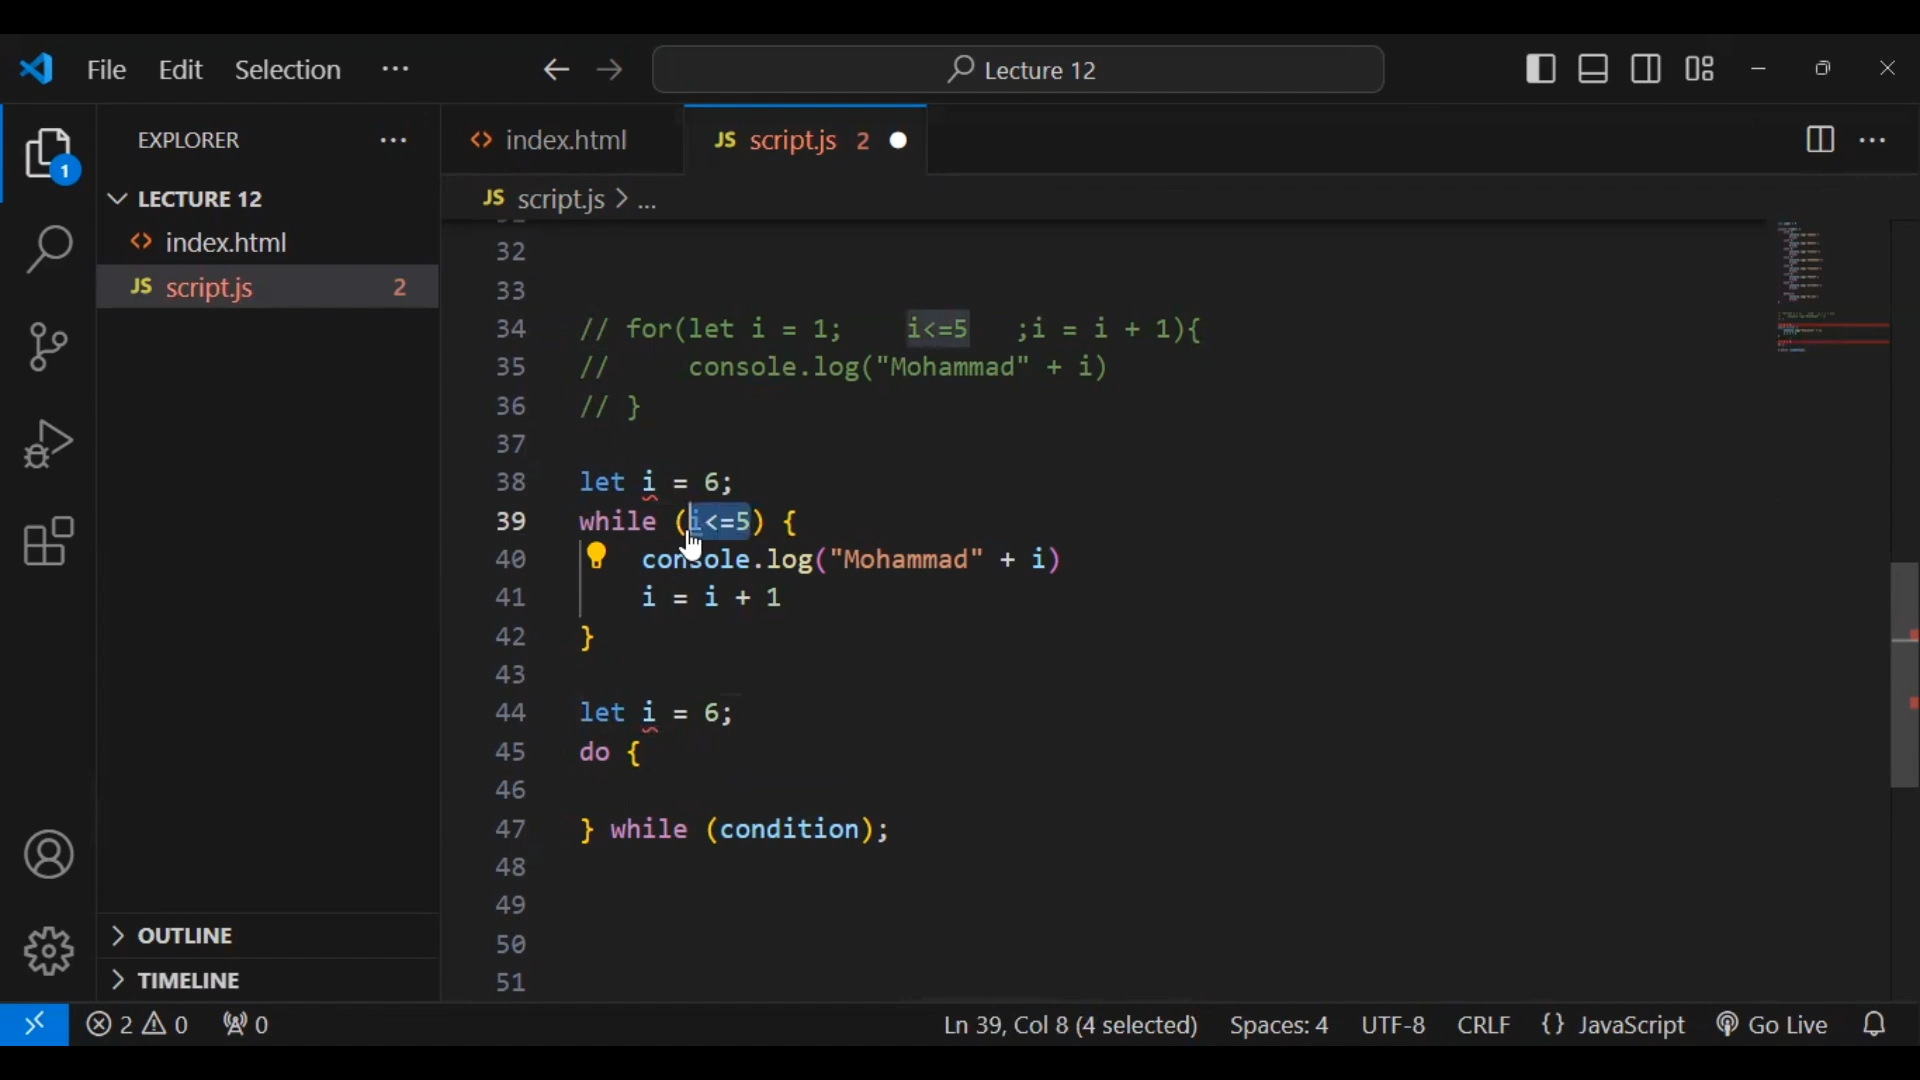 File Edit Selection ··· Lecture 12
EXPLORER ···
index.html
JS script.js 2
1
LECTURE 12
JS script.js > ...
index.html
JS script.js 2
32
33
34 // for(let i = 1;    i<=5   ;i = i + 1){
35 //     console.log("Mohammad" + i)
36 // }
37
38 let i = 6;
39 while (i<=5) {
40     console.log("Mohammad" + i)
41     i = i + 1
42 }
43
44 let i = 6;
45 do {
46
47 } while (condition);
48
49
50
51
OUTLINE
TIMELINE
2 0 0 Ln 39, Col 8 (4 selected) Spaces: 4 UTF-8 CRLF {} JavaScript Go Live